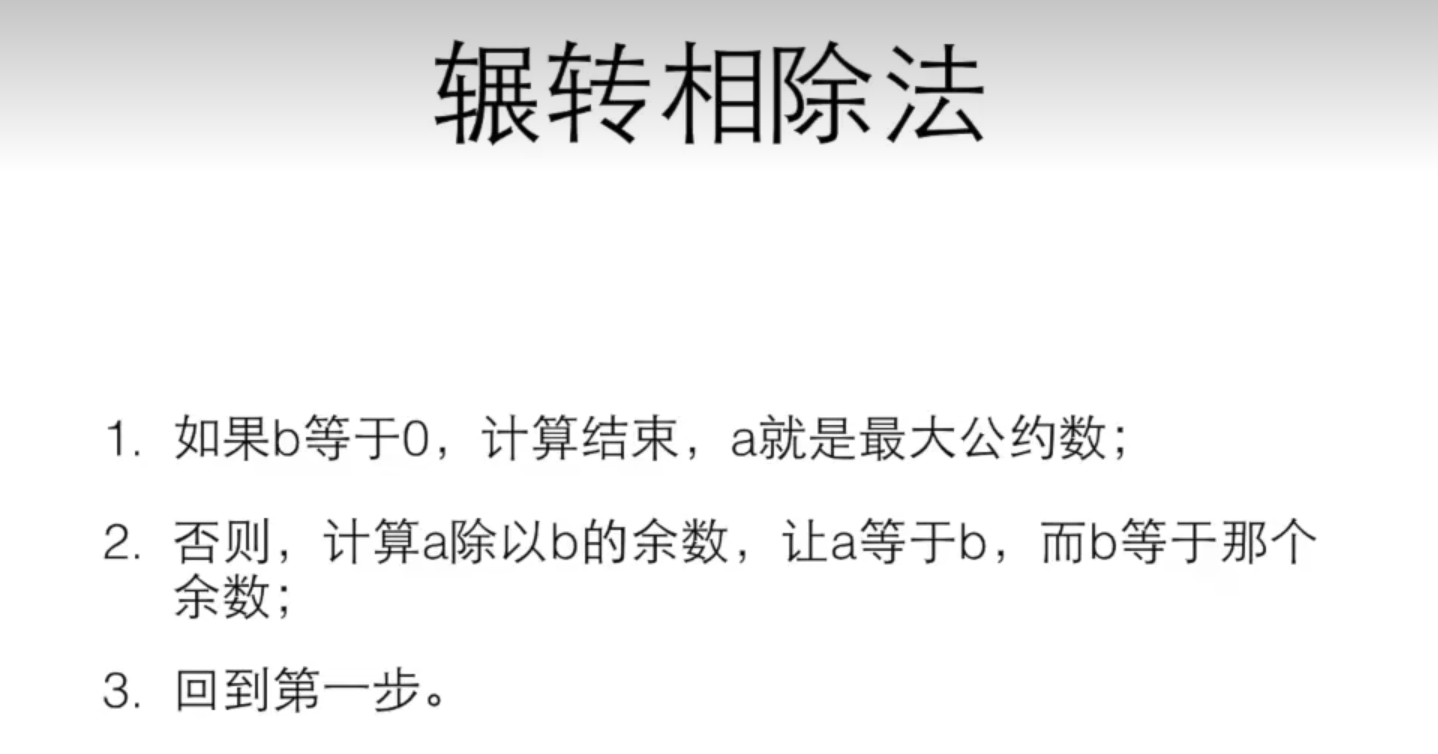 辗转相除法
1. 如果b等于0，计算结束，a就是最大公约数；
2. 否则，计算a除以b的余数，让a等于b，而b等于那个
余数；
3. 回到第一步。